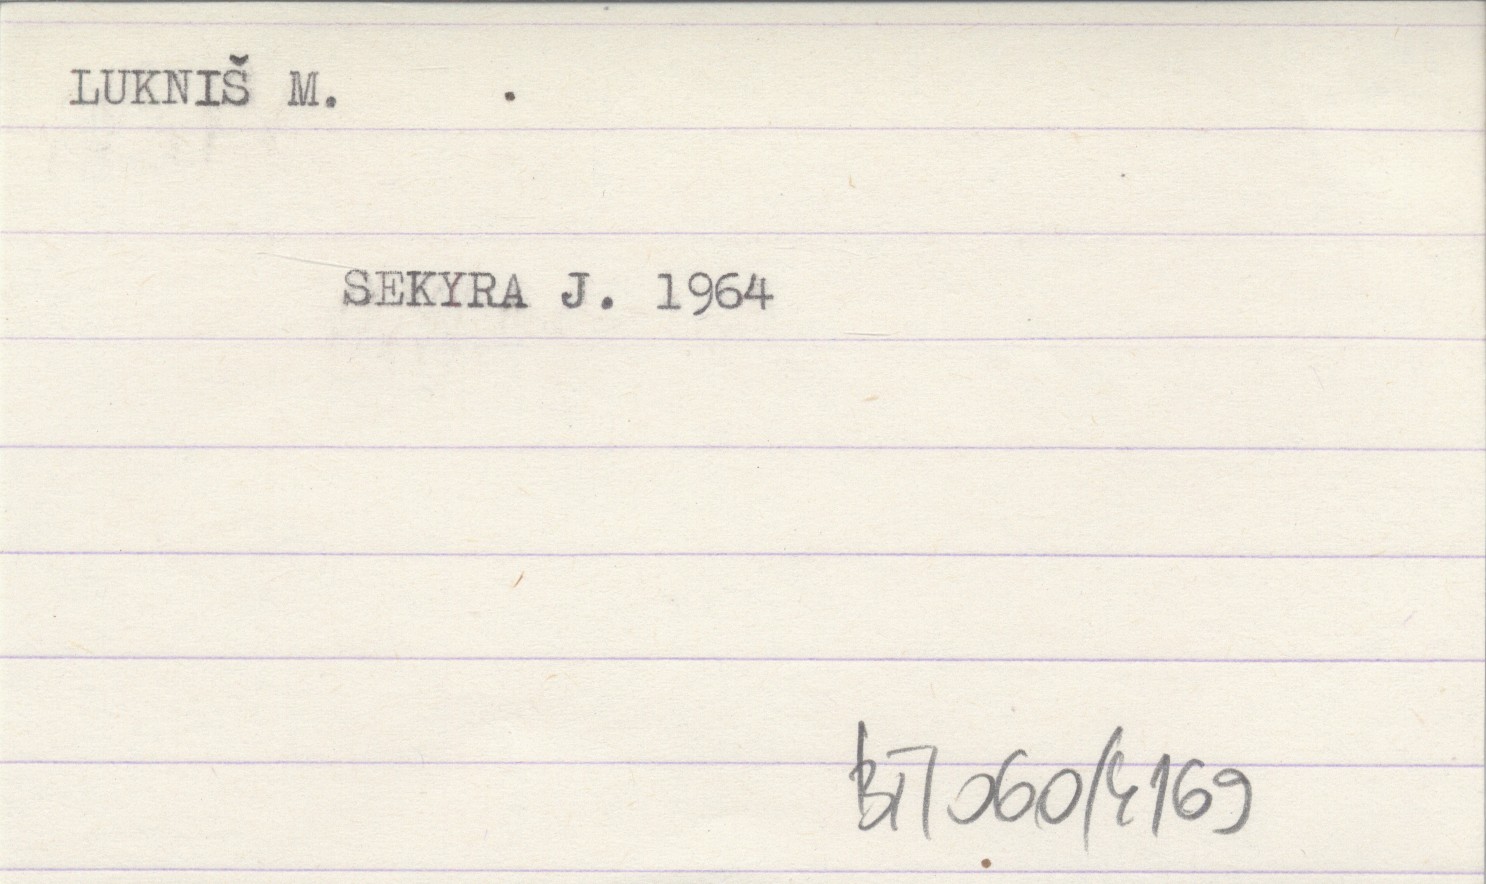 LUKNIŠ M.
SEKYRA J. 1964